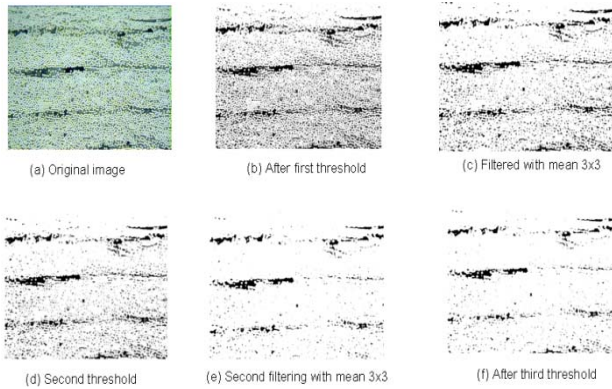 (a) Original image
(b) After first threshold
(c) Filtered with mean 3x3
(d) Second threshold
(e) Second filtering with mean 3x3
(f) After third threshold